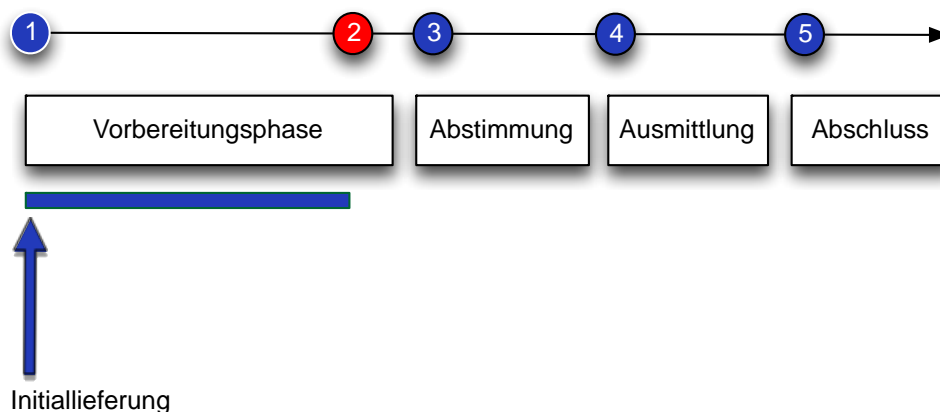 1 2 3 4 5
Vorbereitungsphase Abstimmung Ausmittlung Abschluss
Initiallieferung